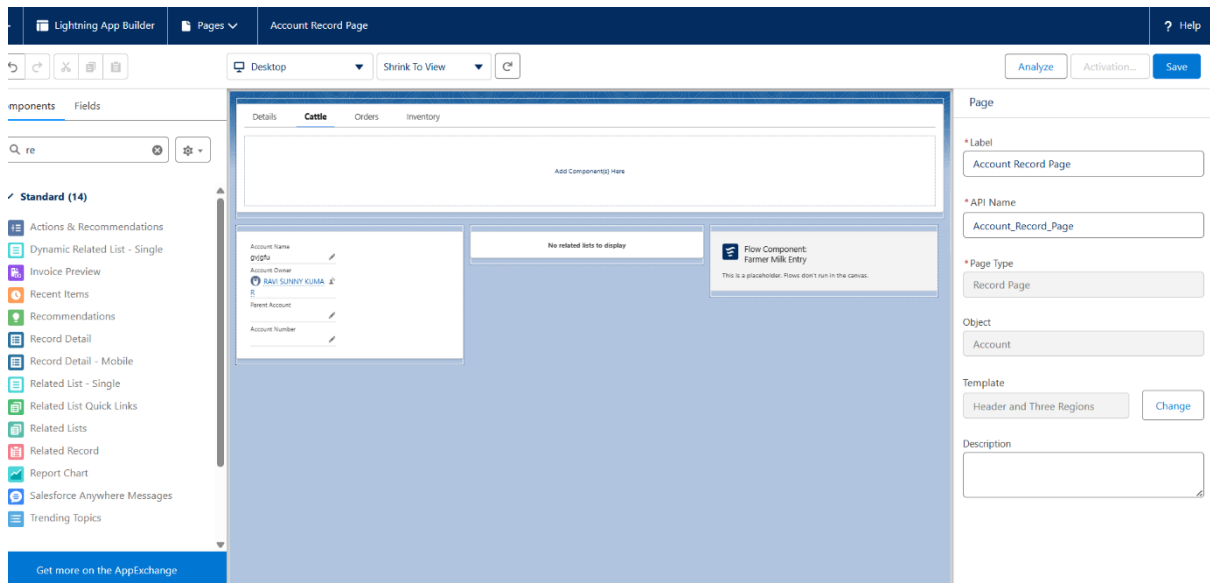 Lightning App Builder
Pages
Account Record Page
? Help
Desktop
Shrink To View
Analyze
Activation...
Save
omponents
Fields
re
Standard (14)
Actions & Recommendations
Dynamic Related List - Single
Invoice Preview
Recent Items
Recommendations
Record Detail
Record Detail - Mobile
Related List - Single
Related List Quick Links
Related Lists
Related Record
Report Chart
Salesforce Anywhere Messages
Trending Topics
Get more on the AppExchange
Details
Cattle
Orders
Inventory
Add Component(s) Here
Account Name
gvjgfu
Account Owner
RAVI SUNNY KUMA
R
Parent Account
Account Number
No related lists to display
Flow Component:
Farmer Milk Entry
This is a placeholder. Flows don't run in the canvas.
Page
*Label
Account Record Page
*API Name
Account_Record_Page
*Page Type
Record Page
Object
Account
Template
Header and Three Regions
Change
Description